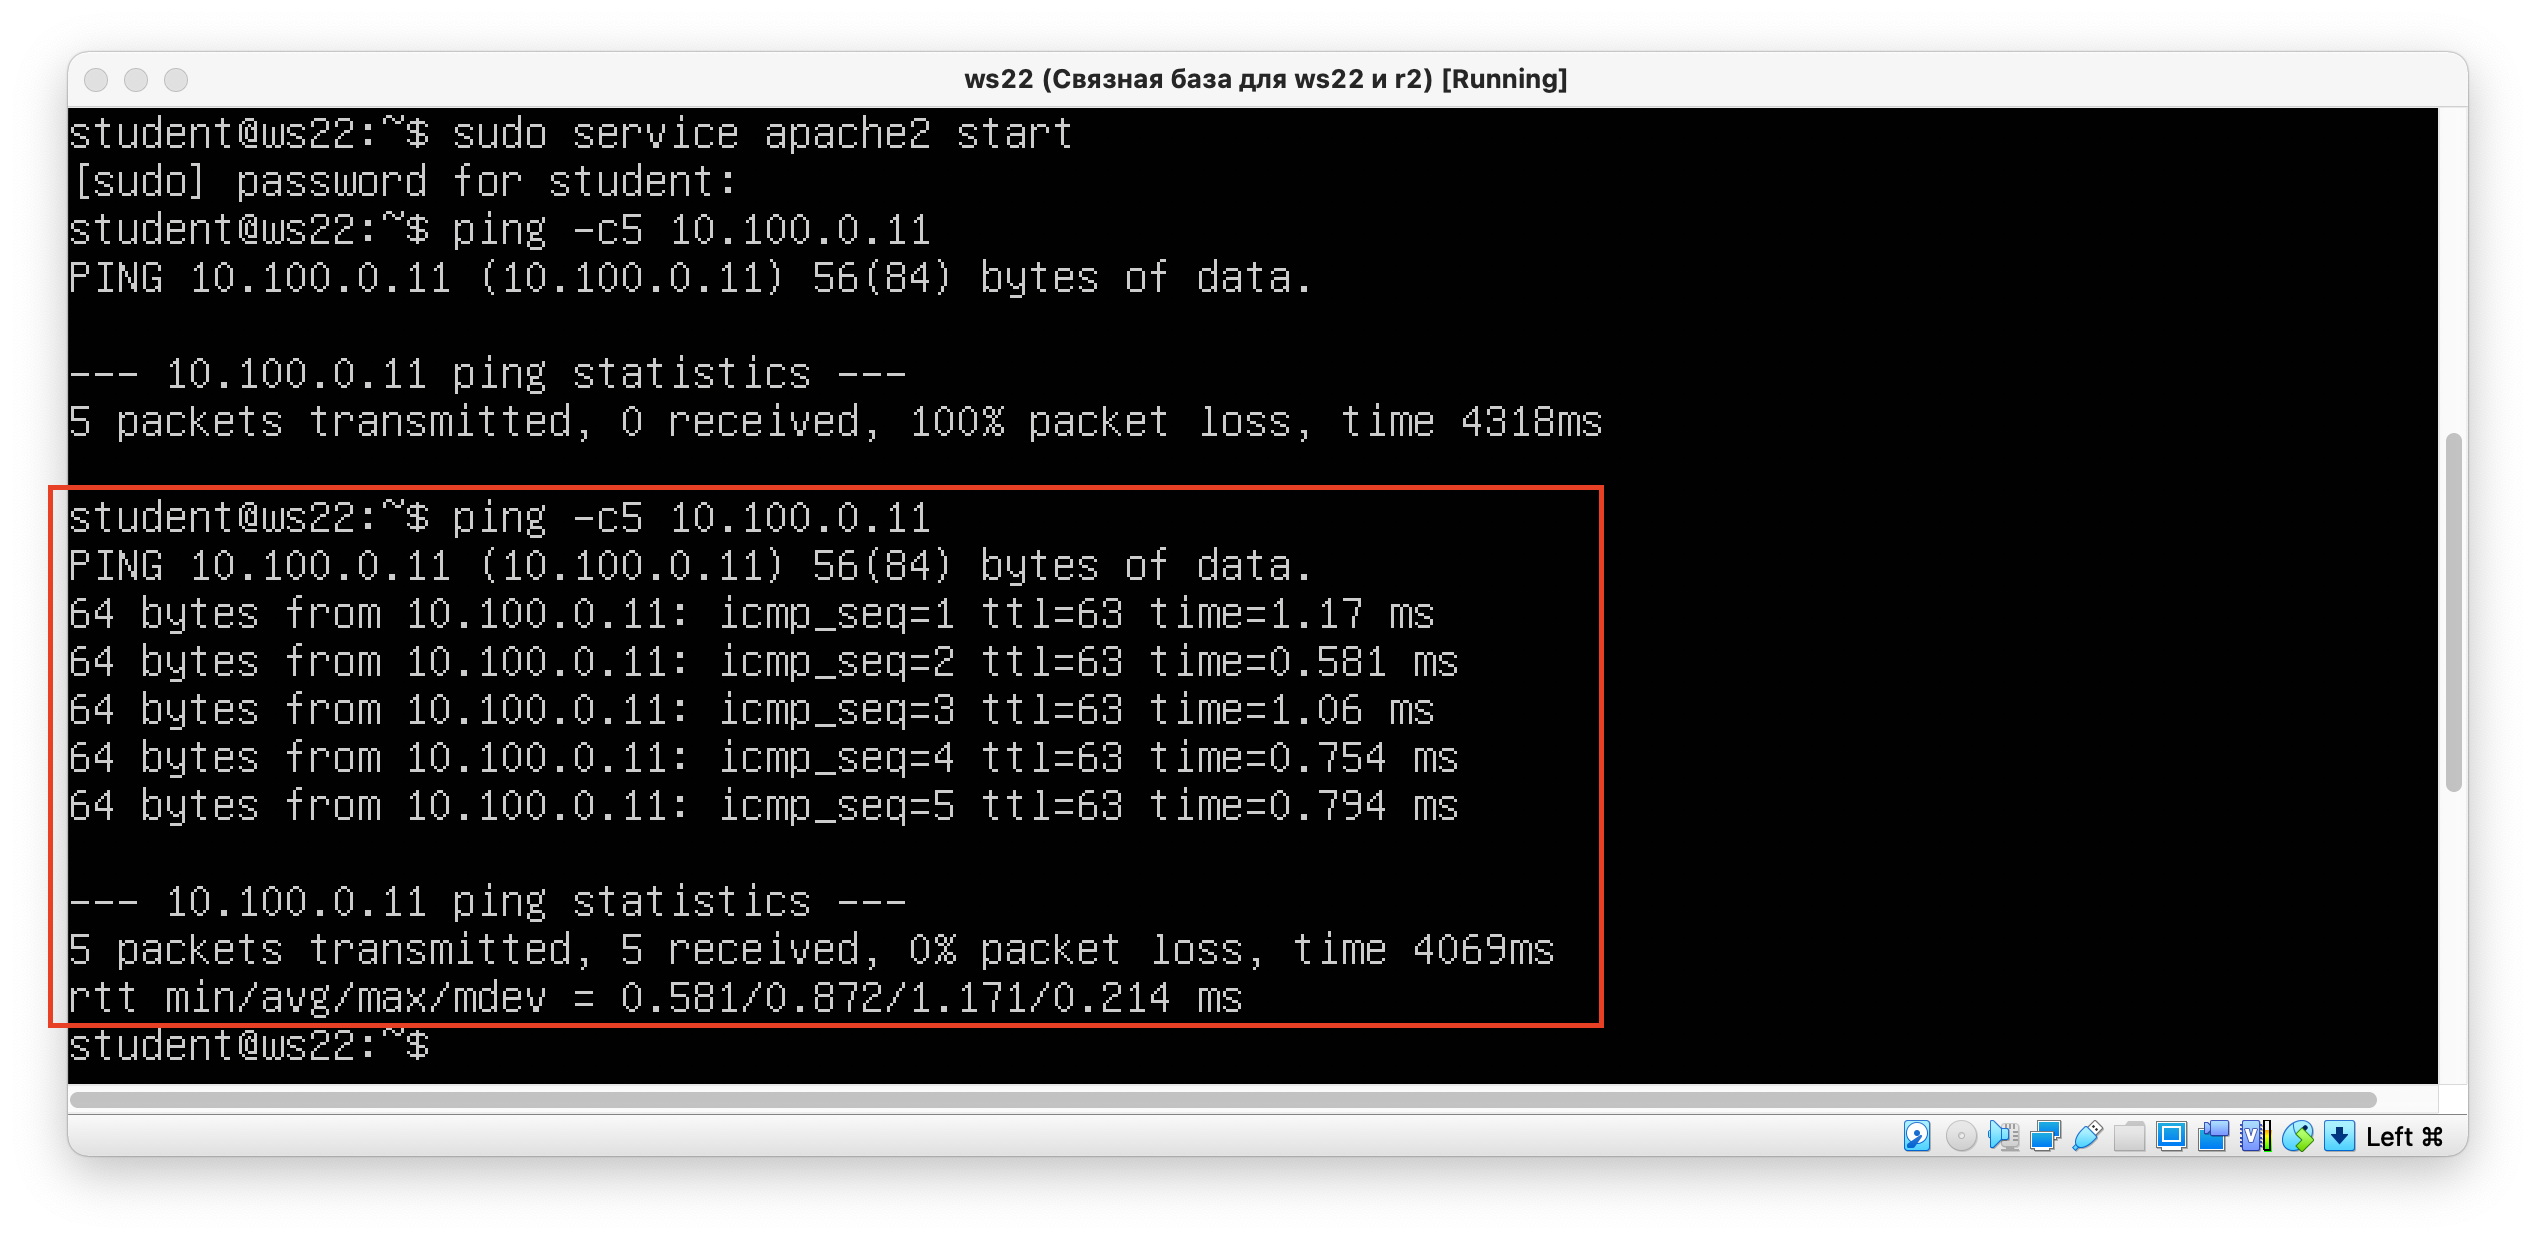 ws22 (Связная база для ws22 и r2) [Running]
student@ws22:~$ sudo service apache2 start
[sudo] password for student:
student@ws22:~$ ping -c5 10.100.0.11
PING 10.100.0.11 (10.100.0.11) 56(84) bytes of data.
--- 10.100.0.11 ping statistics ---
5 packets transmitted, 0 received, 100% packet loss, time 4318ms
student@ws22:~$ ping -c5 10.100.0.11
PING 10.100.0.11 (10.100.0.11) 56(84) bytes of data.
64 bytes from 10.100.0.11: icmp_seq=1 ttl=63 time=1.17 ms
64 bytes from 10.100.0.11: icmp_seq=2 ttl=63 time=0.581 ms
64 bytes from 10.100.0.11: icmp_seq=3 ttl=63 time=1.06 ms
64 bytes from 10.100.0.11: icmp_seq=4 ttl=63 time=0.754 ms
64 bytes from 10.100.0.11: icmp_seq=5 ttl=63 time=0.794 ms
--- 10.100.0.11 ping statistics ---
5 packets transmitted, 5 received, 0% packet loss, time 4069ms
rtt min/avg/max/mdev = 0.581/0.872/1.171/0.214 ms
student@ws22:~$
Left ⌘